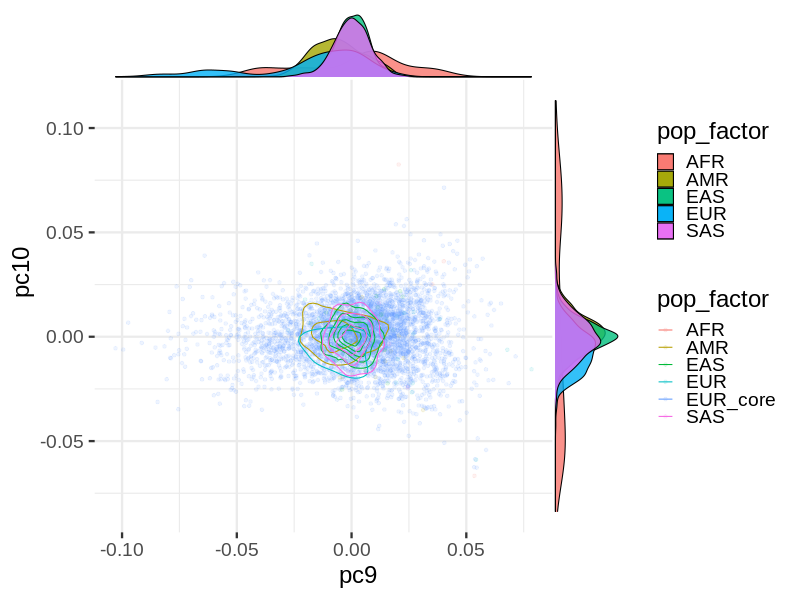 0.10
0.05
0.00
-0.05
pc10
-0.10
-0.05
0.00
0.05
pc9
pop_factor
AFR
AMR
EAS
EUR
SAS
pop_factor
AFR
AMR
EAS
EUR
EUR_core
SAS